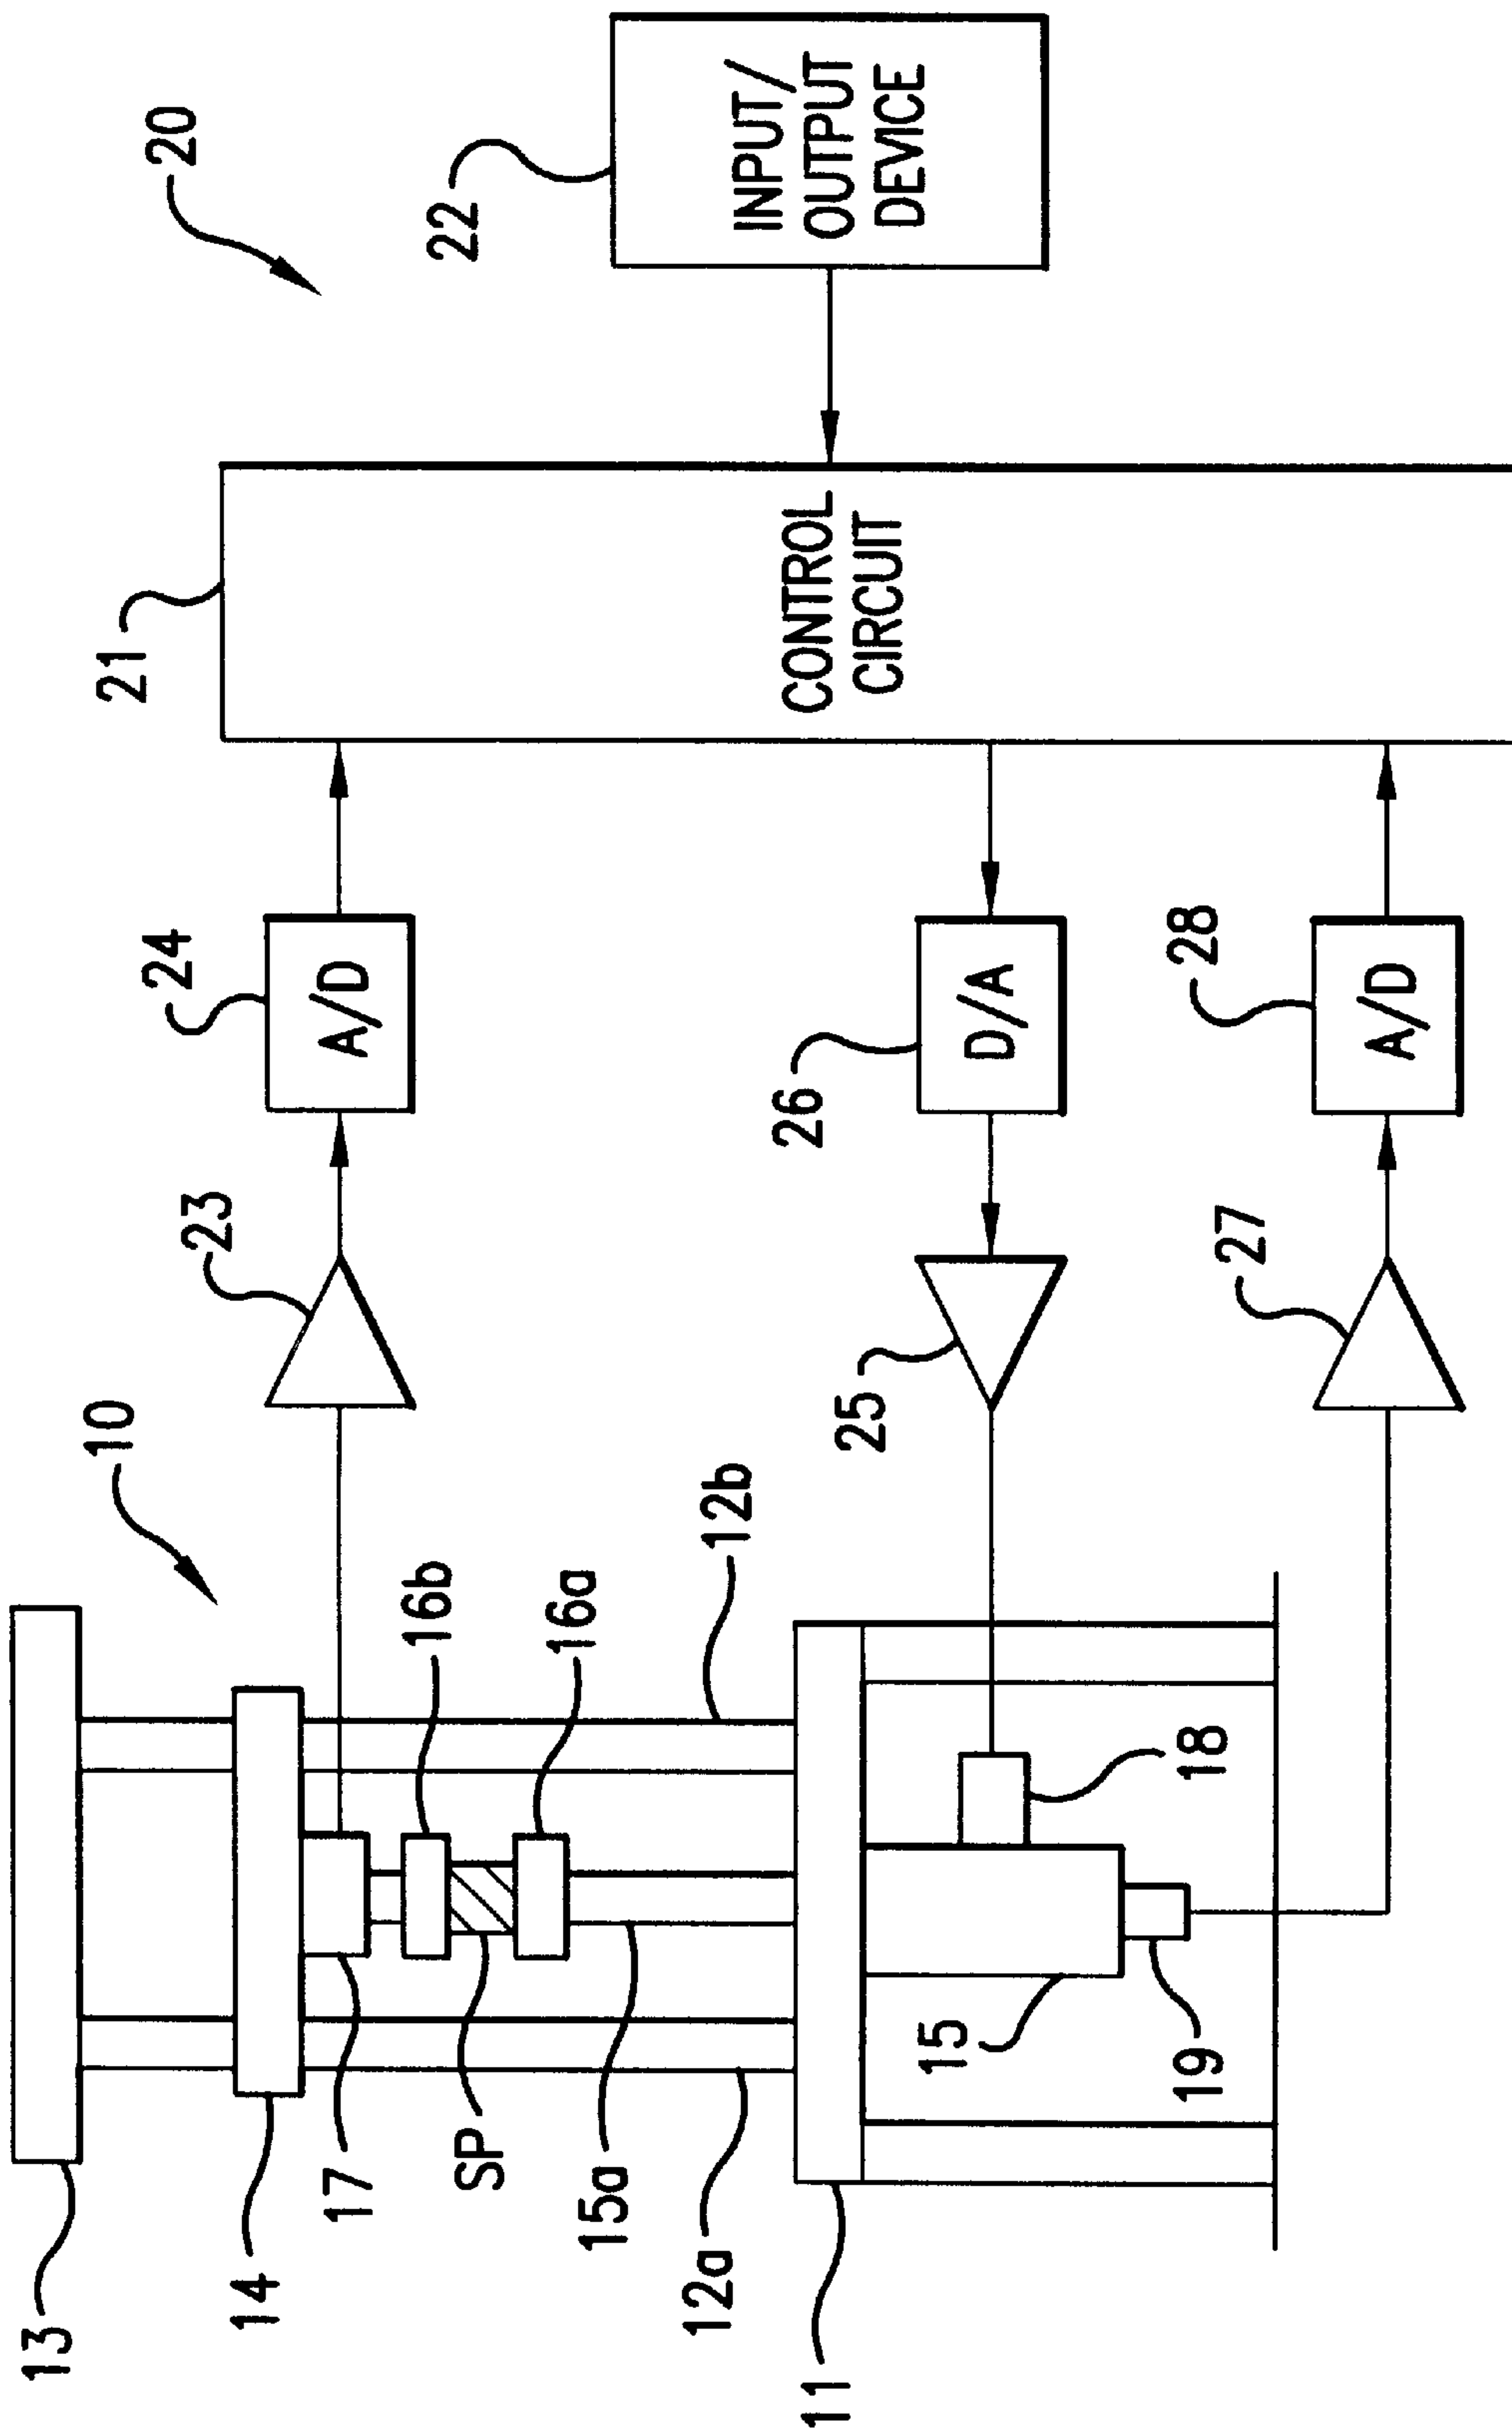 13
14
17
SP
15a
12a
11
10
16b
16a
12b
15
19
18
23
24
25
26
27
28
A/D
D/A
A/D
21
CONTROL
CIRCUIT
20
22
INPUT/
OUTPUT
DEVICE